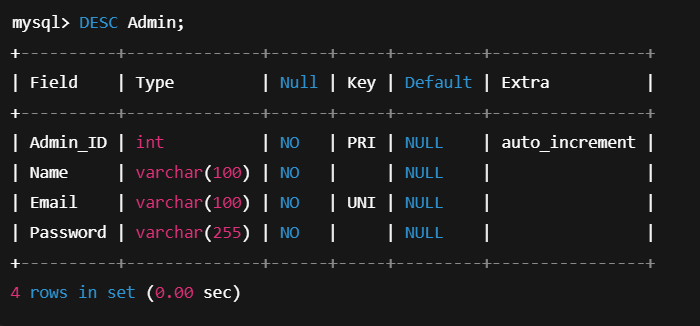 mysql> DESC Admin;
+----------+--------------+------+-----+---------+----------------+
| Field    | Type         | Null | Key | Default | Extra          |
+----------+--------------+------+-----+---------+----------------+
| Admin_ID | int          | NO   | PRI | NULL    | auto_increment |
| Name     | varchar(100) | NO   |     | NULL    |                |
| Email    | varchar(100) | NO   | UNI | NULL    |                |
| Password | varchar(255) | NO   |     | NULL    |                |
+----------+--------------+------+-----+---------+----------------+
4 rows in set (0.00 sec)